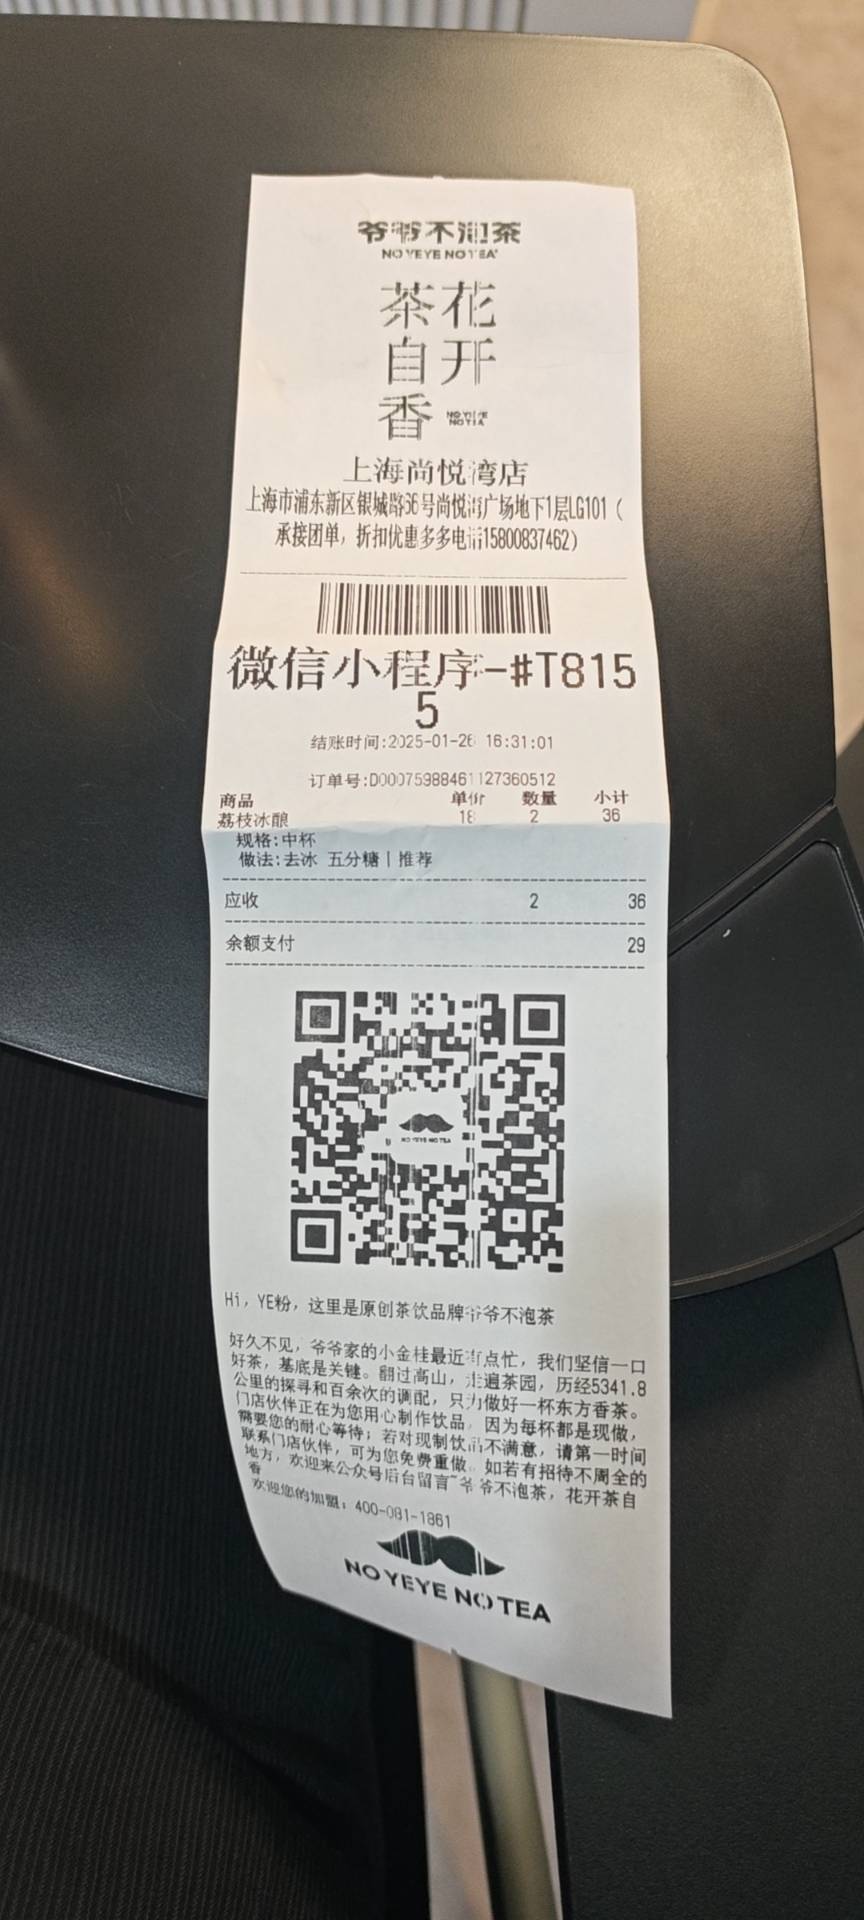 爷爷不泡茶
NO YEYE NO TEA
茶花
自开
香 NO YEYE
NO TEA
上海尚悦湾店
上海市浦东新区银城路66号尚悦湾广场地下1层LG101（
承接团单，折扣优惠多多电话15800837462）
微信小程序-#T815
5
结账时间:2025-01-26 16:31:01
订单号:D00075988461127360512
商品 单价 数量 小计
荔枝冰酿 18 2 36
规格:中杯
做法:去冰 五分糖|推荐
应收 2 36
余额支付 29
NO YEYE NO TEA
Hi，YE粉，这里是原创茶饮品牌爷爷不泡茶
好久不见，爷爷家的小金桂最近有点忙，我们坚信一口
好茶，基底是关键。翻过高山，走遍茶园，历经5341.8
公里的探寻和百余次的调配，只为做好一杯东方香茶。
门店伙伴正在为您用心制作饮品，因为每杯都是现做，
需要您的耐心等待；若对现制饮品不满意，请第一时间
联系门店伙伴，可为您免费重做。如若有招待不周全的
地方，欢迎来公众号后台留言~爷爷不泡茶，花开茶自
香
欢迎您的加盟：400-081-1861
NO YEYE NO TEA